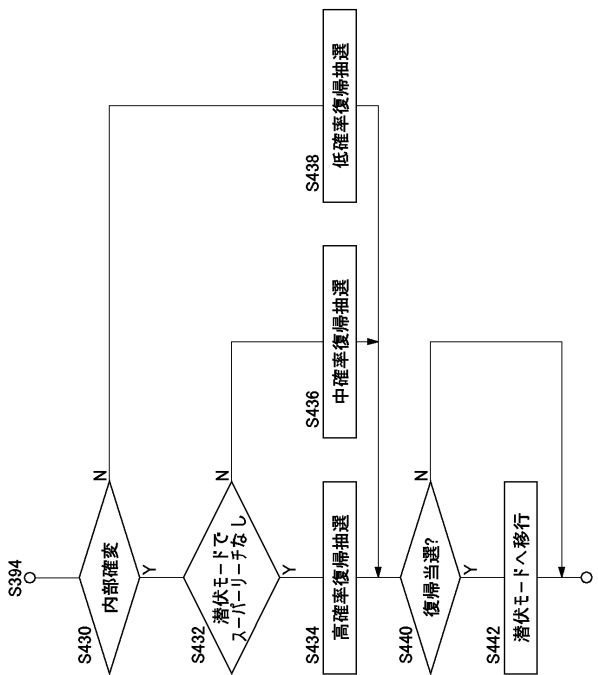 S394
S430
内部確変
N
Y
S432
潜伏モードで
スーパーリーチなし
N
Y
S434
高確率復帰抽選
S436
中確率復帰抽選
S438
低確率復帰抽選
S440
復帰当選?
N
Y
S442
潜伏モードへ移行